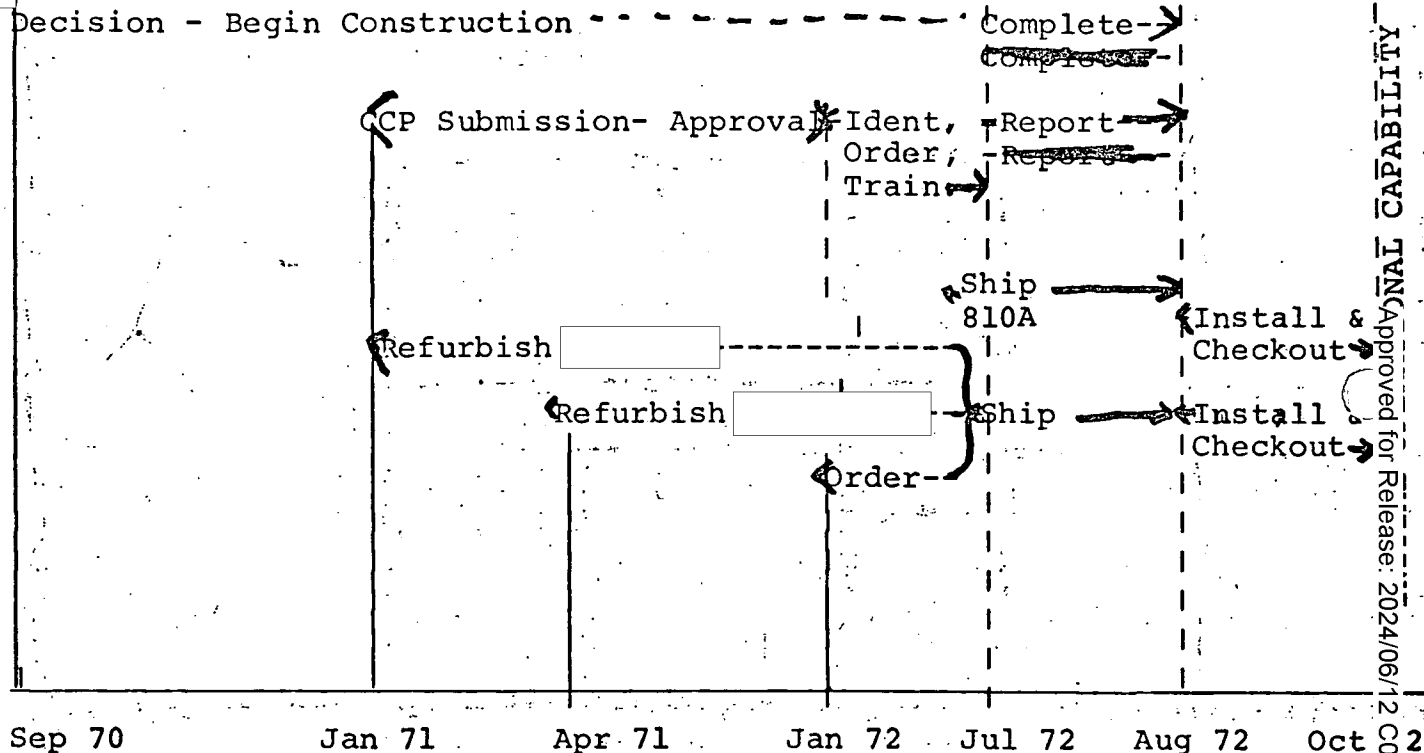 Decision - Begin Construction - - - - - - - - Complete
Complete
CCP Submission- Approval Ident, Report
Order, Report
Train
Ship
810A
Install &
Checkout
Refurbish
Refurbish Ship Install
Checkout
Order
Sep 70 Jan 71 Apr 71 Jan 72 Jul 72 Aug 72 Oct
CAPABILITY
Approved for Release: 2024/06/12